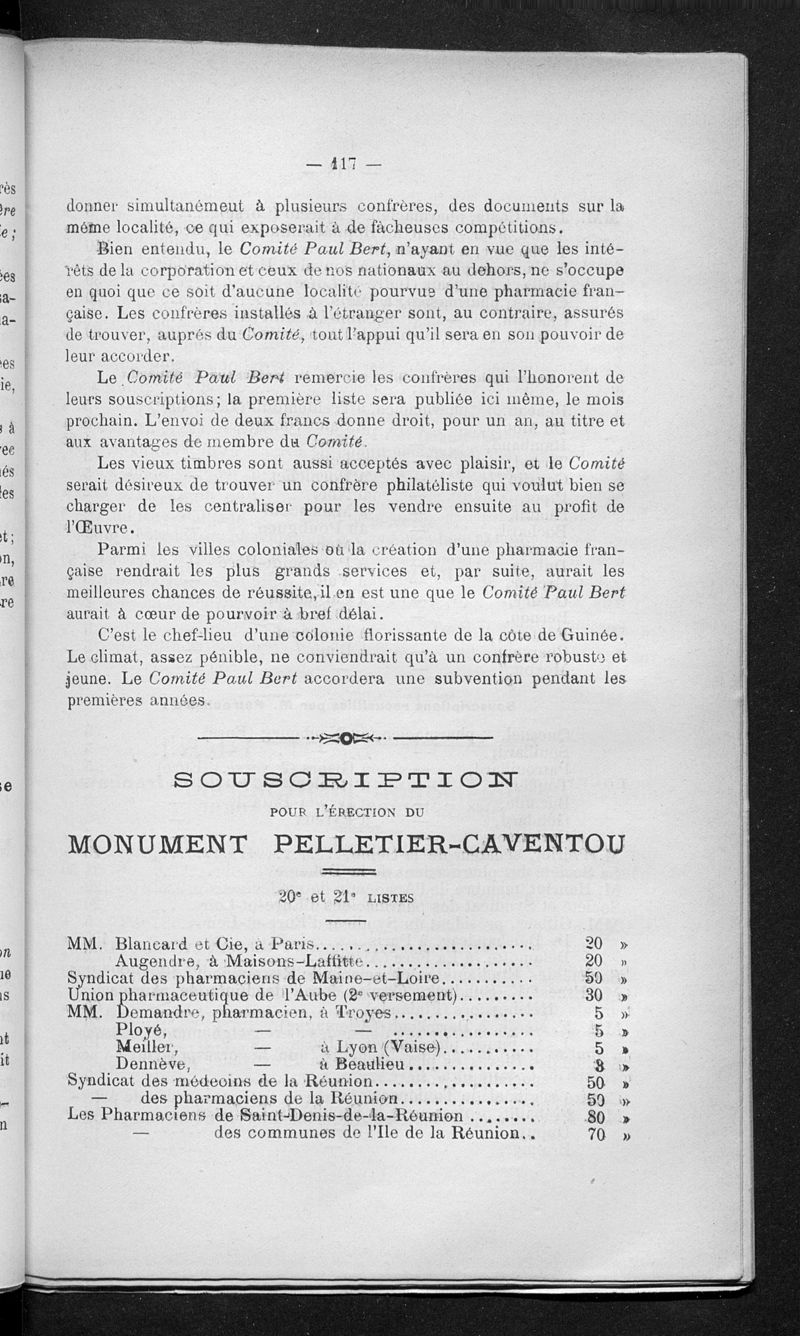 — 117 —
donner simultanémeut à plusieurs confrères, des documents sur la
même localité, ce qui exposerait à de fâcheuses compétitions.
Bien entendu, le Comité Paul Bert, n'ayant en vue que les inté-
rêts de la corporation et ceux de nos nationaux au dehors, ne s'occupe
en quoi que ce soit d'aucune localité pourvue d'une pharmacie fran-
çaise. Les confrères installés à l'étranger sont, au contraire, assurés
de trouver, auprés du Comité, tout l'appui qu'il sera en son pouvoir de
leur accorder.
Le Comité Paul Bert remercie les confrères qui l'honorent de
leurs souscriptions; la première liste sera publiée ici même, le mois
prochain. L'envoi de deux francs donne droit, pour un an, au titre et
aux avantages de membre du Comité.
Les vieux timbres sont aussi acceptés avec plaisir, et le Comité
serait désireux de trouver un confrère philatéliste qui voulut bien se
charger de les centraliser pour les vendre ensuite au profit de
l'Œuvre.
Parmi les villes coloniales où la création d'une pharmacie fran-
çaise rendrait les plus grands services et, par suite, aurait les
meilleures chances de réussite, il en est une que le Comité Paul Bert
aurait à cœur de pourvoir à bref délai.
C'est le chef-lieu d'une colonie florissante de la côte de Guinée.
Le climat, assez pénible, ne conviendrait qu'à un confrère robuste et
jeune. Le Comité Paul Bert accordera une subvention pendant les
premières années.
SOUSCRIPTION
POUR L'ÉRECTION DU
MONUMENT PELLETIER-CAVENTOU
20e et 21e LISTES
MM. Blancard et Cie, à Paris........................... 20 »
Augendre, à Maisons-Laffitte.................... 20 »
Syndicat des pharmaciens de Maine-et-Loire........... 50 »
Union pharmaceutique de l'Aube (2e versement)......... 30 »
MM. Demandre, pharmacien, à Troyes................. 5 »
Ployé, — — ................. 5 »
Meiller, — à Lyon (Vaise)........... 5 »
Dennève, — à Beaulieu............... 3 »
Syndicat des médecins de la Réunion................... 50 »
— des pharmaciens de la Réunion................ 50 »
Les Pharmaciens de Saint-Denis-de-la-Réunion ........ 80 »
— des communes de l'Ile de la Réunion.. 70 »